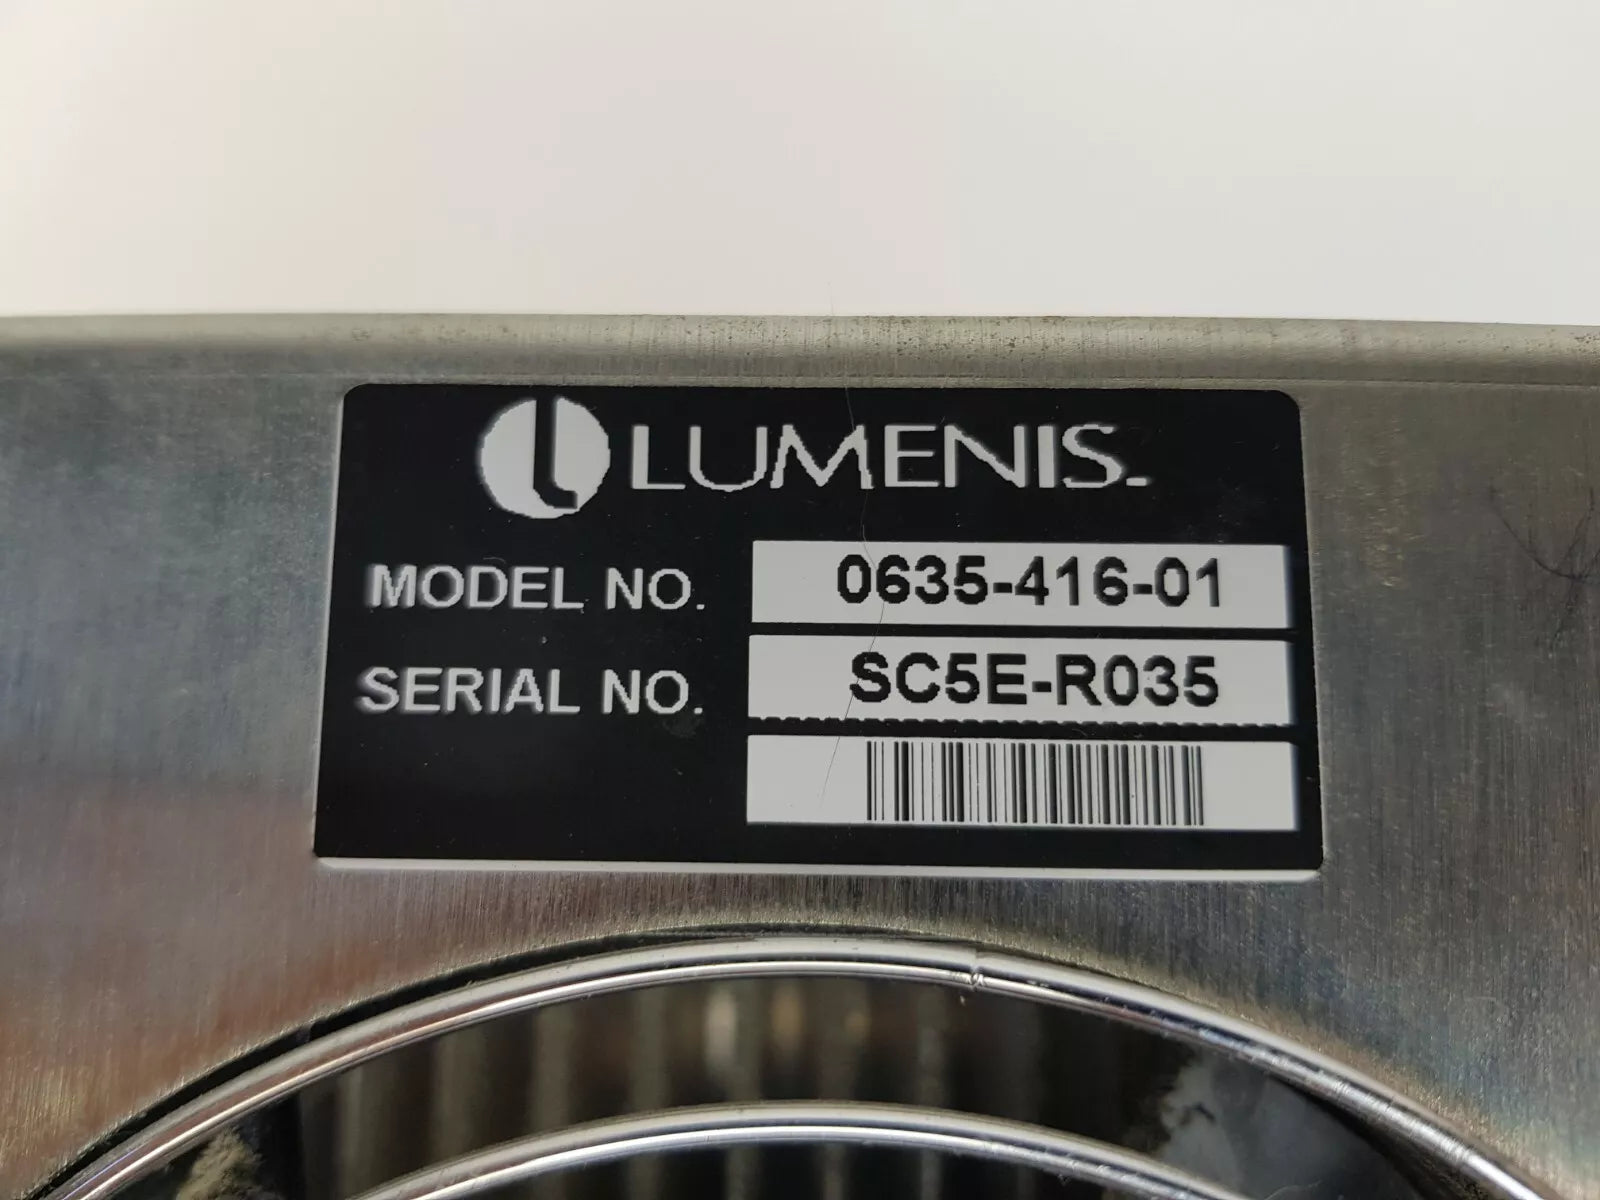 LUMENIS.
MODEL NO. 0635-416-01
SERIAL NO. SC5E-R035